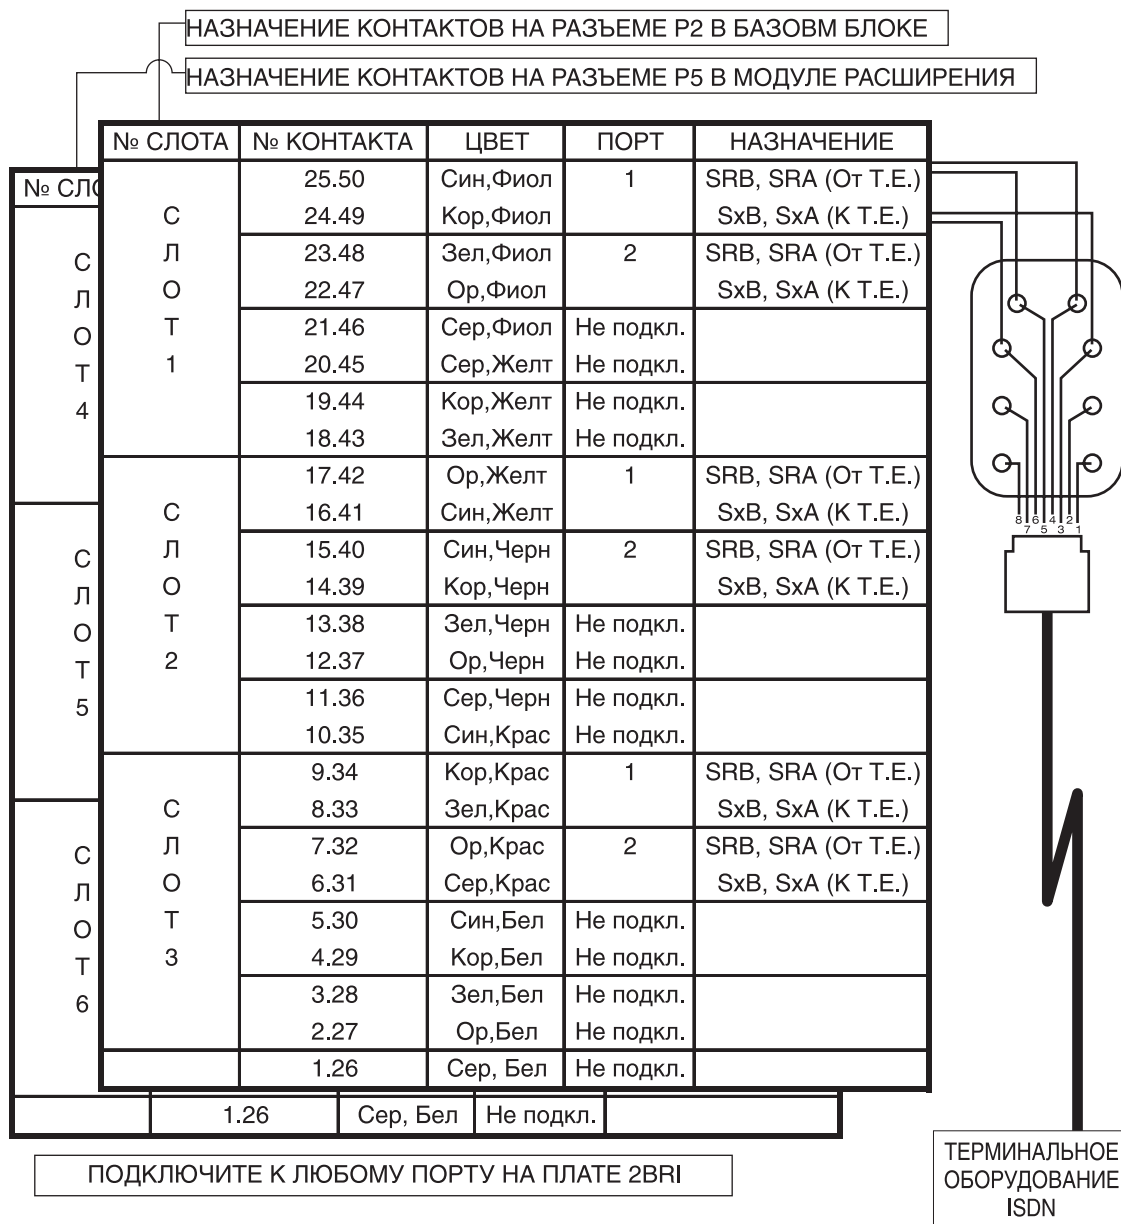 НАЗНАЧЕНИЕ КОНТАКТОВ НА РАЗЪЕМЕ P2 В БАЗОВМ БЛОКЕ
НАЗНАЧЕНИЕ КОНТАКТОВ НА РАЗЪЕМЕ P5 В МОДУЛЕ РАСШИРЕНИЯ
№ СЛОТА № КОНТАКТА ЦВЕТ ПОРТ НАЗНАЧЕНИЕ
СЛОТ 1
25.50 Син,Фиол 1 SRB, SRA (От Т.Е.)
24.49 Кор,Фиол SxB, SxA (К Т.Е.)
23.48 Зел,Фиол 2 SRB, SRA (От Т.Е.)
22.47 Ор,Фиол SxB, SxA (К Т.Е.)
21.46 Сер,Фиол Не подкл.
20.45 Сер,Желт Не подкл.
19.44 Кор,Желт Не подкл.
18.43 Зел,Желт Не подкл.
СЛОТ 2
17.42 Ор,Желт 1 SRB, SRA (От Т.Е.)
16.41 Син,Желт SxB, SxA (К Т.Е.)
15.40 Син,Черн 2 SRB, SRA (От Т.Е.)
14.39 Кор,Черн SxB, SxA (К Т.Е.)
13.38 Зел,Черн Не подкл.
12.37 Ор,Черн Не подкл.
11.36 Сер,Черн Не подкл.
10.35 Син,Крас Не подкл.
СЛОТ 3
9.34 Кор,Крас 1 SRB, SRA (От Т.Е.)
8.33 Зел,Крас SxB, SxA (К Т.Е.)
7.32 Ор,Крас 2 SRB, SRA (От Т.Е.)
6.31 Сер,Крас SxB, SxA (К Т.Е.)
5.30 Син,Бел Не подкл.
4.29 Кор,Бел Не подкл.
3.28 Зел,Бел Не подкл.
2.27 Ор,Бел Не подкл.
1.26 Сер, Бел Не подкл.
№ СЛО
СЛОТ 4
СЛОТ 5
СЛОТ 6
1.26 Сер, Бел Не подкл.
8 7 6 5 4 3 2 1
ПОДКЛЮЧИТЕ К ЛЮБОМУ ПОРТУ НА ПЛАТЕ 2BRI
ТЕРМИНАЛЬНОЕ
ОБОРУДОВАНИЕ
ISDN